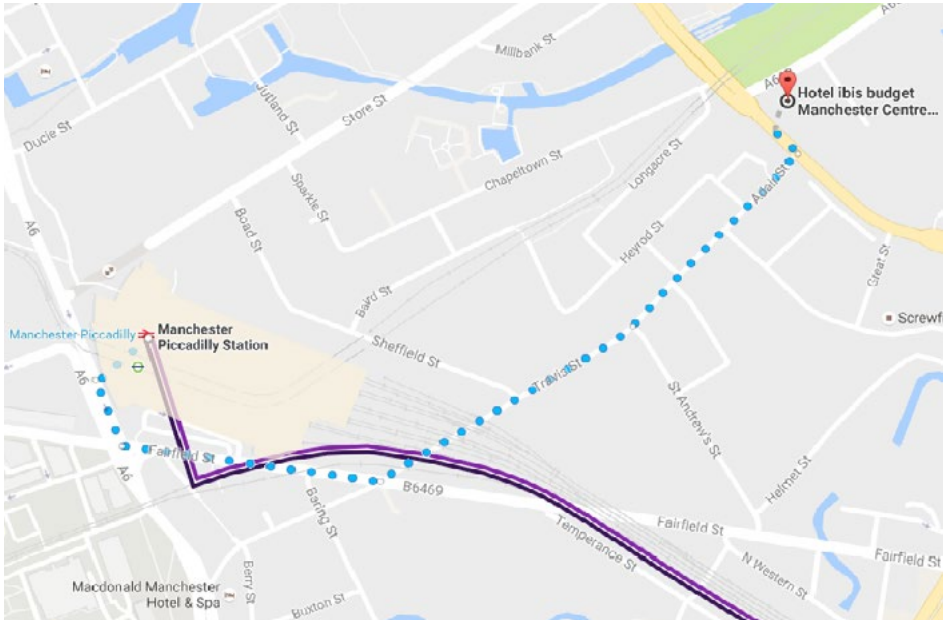 Millbank St
A6
A6
Hotel ibis budget
Manchester Centre...
Jutland St
Store St
Ducie St
Chapeltown St
Longacre St
Sparkle St
Adair St
Boad St
Heyrod St
A6
Great
Baird St
Screwfi
Manchester Piccadilly
Manchester
Piccadilly Station
Sheffield St
Travis St
A6
St Andrew's St
Fairfield St
A6
Helmet St
B6469
Baring St
Fairfield St
Temperance St
Fairfield St
N Western St
Berry St
Macdonald Manchester
Hotel & Spa
Buxton St